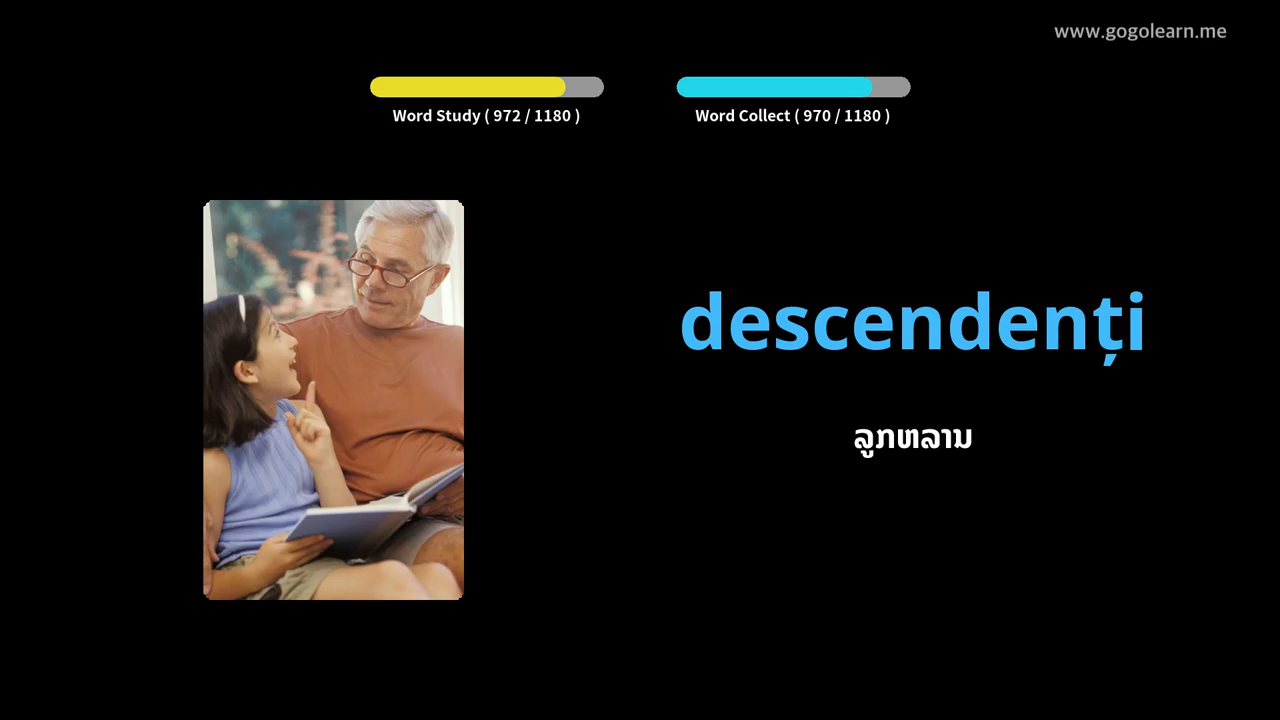 www.gogolearn.me
Word Study ( 972 / 1180 )
Word Collect ( 970 / 1180 )
descendenți
ລູກຫລານ